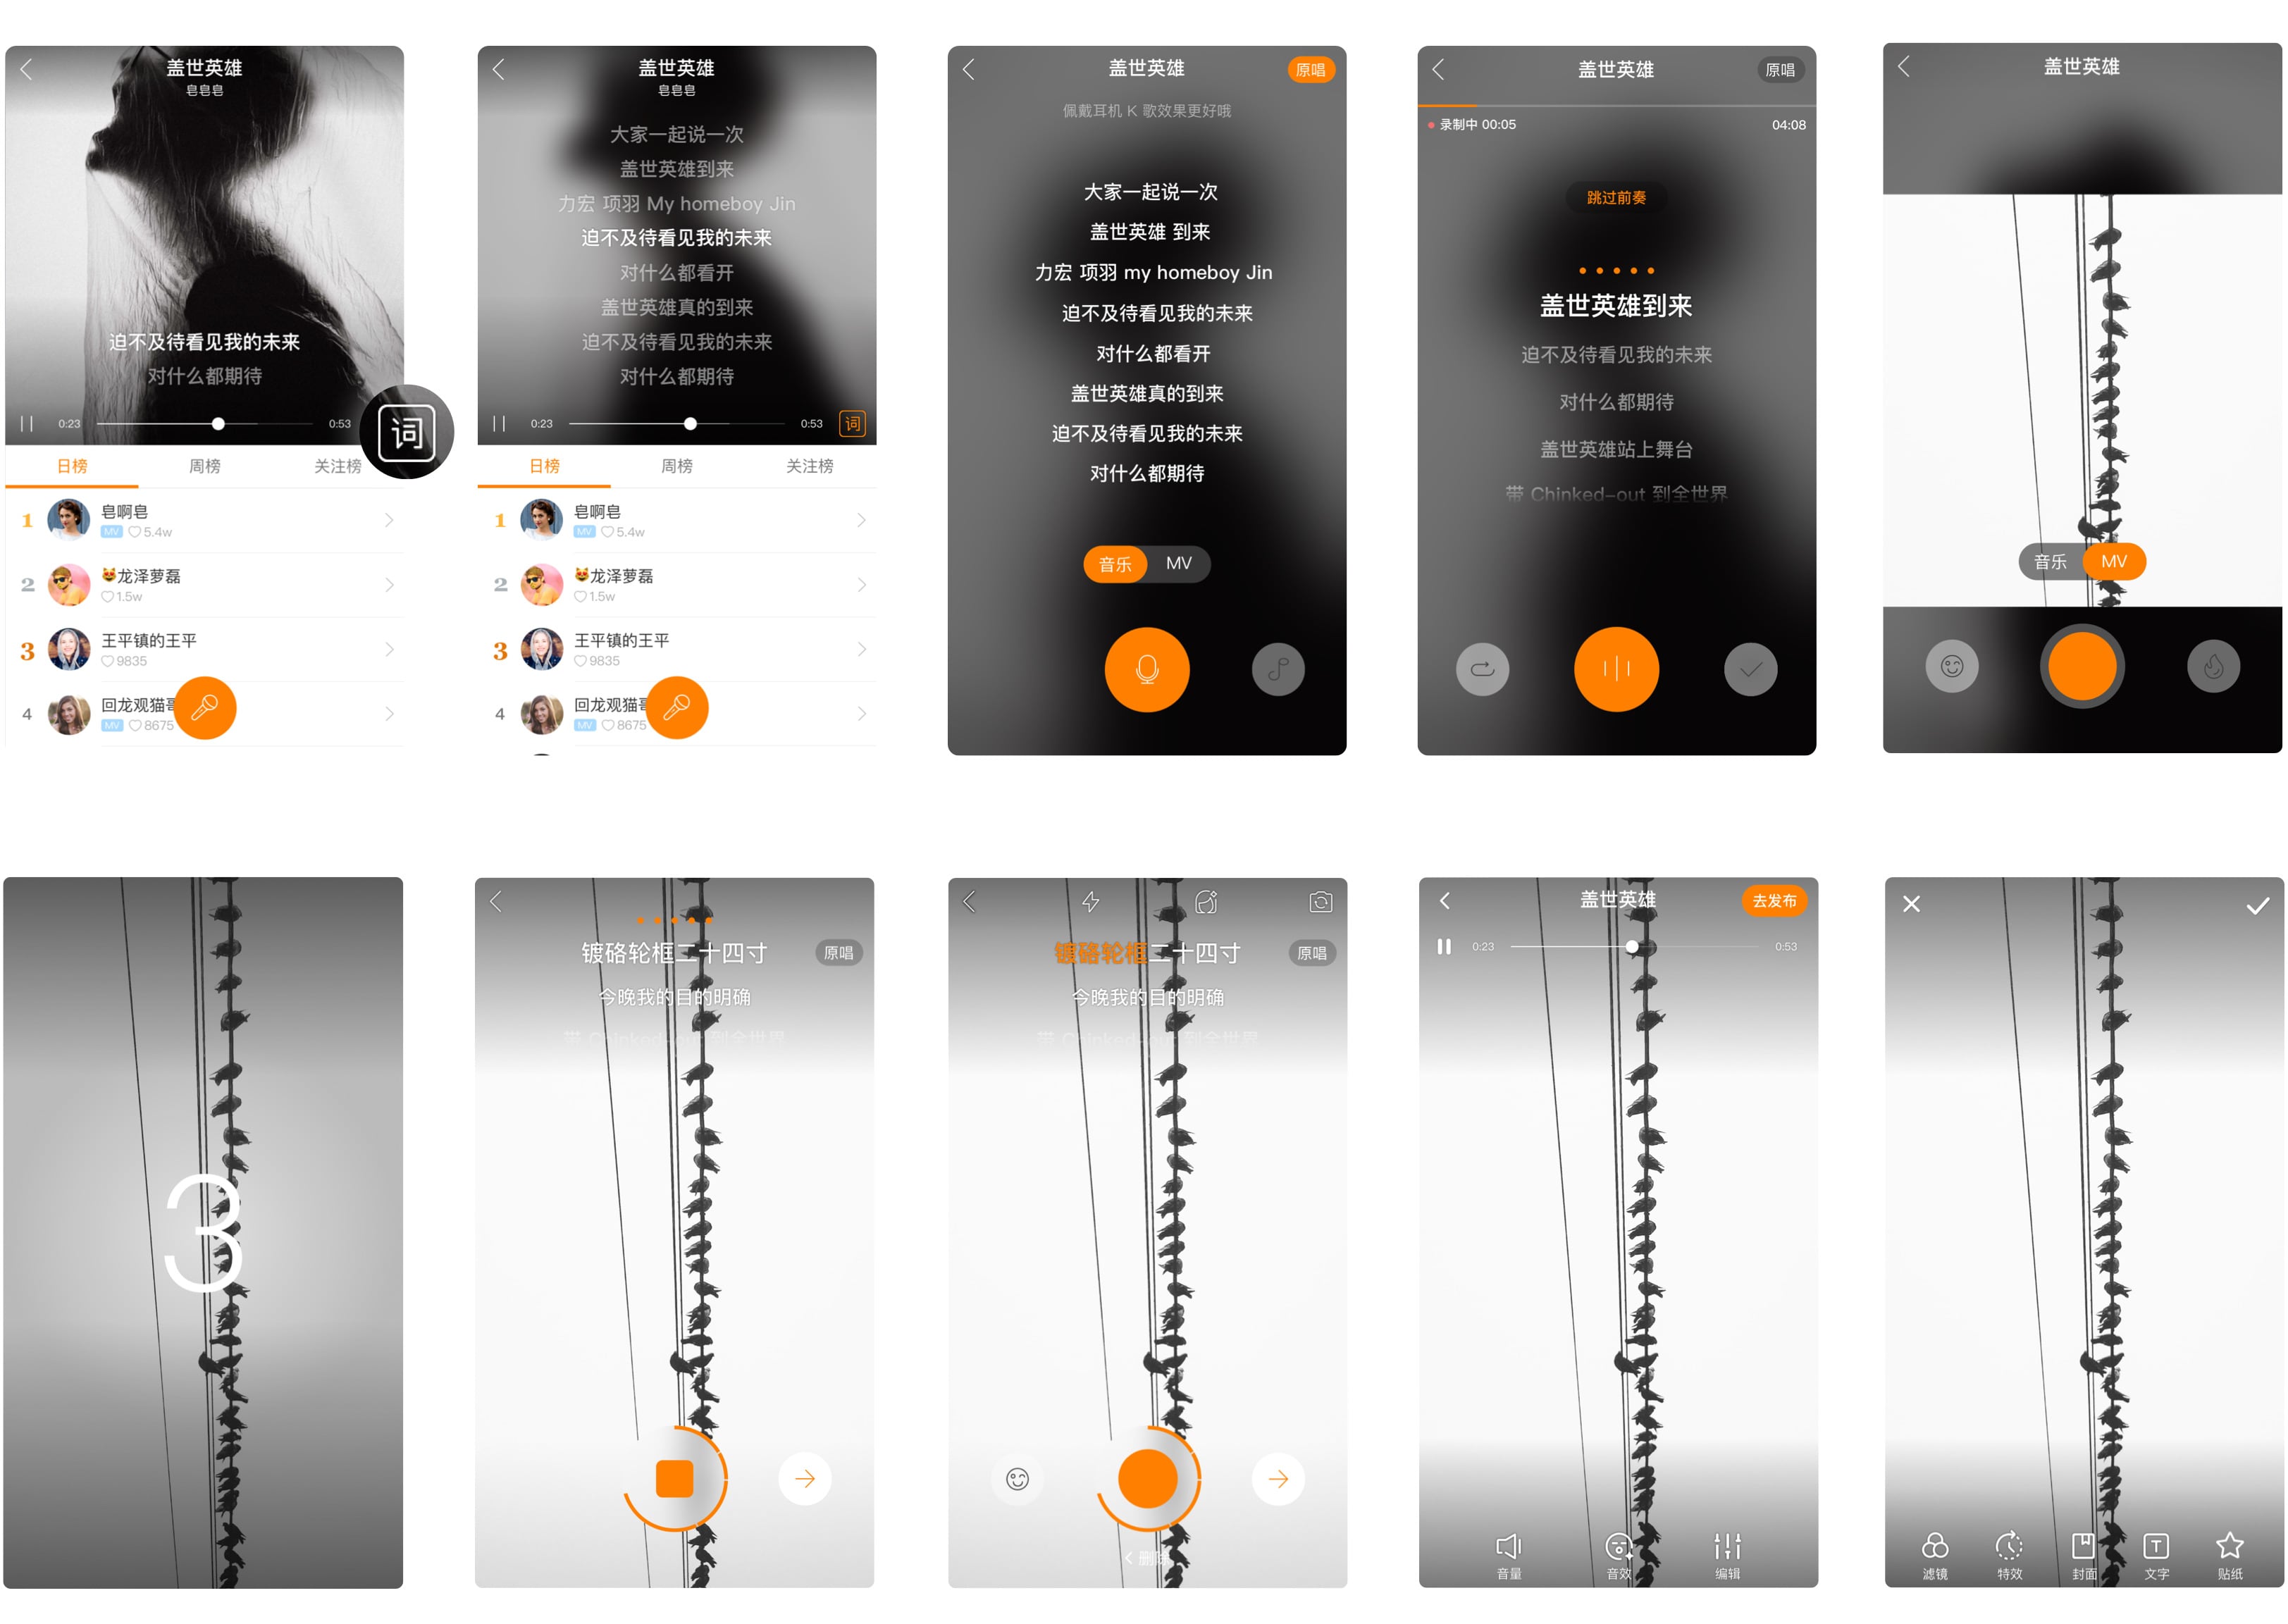 盖世英雄
皂皂皂
迫不及待看见我的未来
对什么都期待
0:23
0:53
词
日榜
周榜
关注榜
1
皂啊皂
MV
5.4w
2
龙泽萝磊
1.5w
3
王平镇的王平
9835
4
回龙观猫哥
MV
8675
盖世英雄
皂皂皂
大家一起说一次
盖世英雄到来
力宏 项羽 My homeboy Jin
迫不及待看见我的未来
对什么都看开
盖世英雄真的到来
迫不及待看见我的未来
对什么都期待
0:23
0:53
词
日榜
周榜
关注榜
1
皂啊皂
MV
5.4w
2
龙泽萝磊
1.5w
3
王平镇的王平
9835
4
回龙观猫哥
MV
8675
盖世英雄
原唱
佩戴耳机 K 歌效果更好哦
大家一起说一次
盖世英雄 到来
力宏 项羽 my homeboy Jin
迫不及待看见我的未来
对什么都看开
盖世英雄真的到来
迫不及待看见我的未来
对什么都期待
音乐
MV
盖世英雄
原唱
录制中 00:05
04:08
跳过前奏
盖世英雄到来
迫不及待看见我的未来
对什么都期待
盖世英雄站上舞台
带 Chinked-out 到全世界
盖世英雄
音乐
MV
3
镀铬轮框二十四寸
原唱
今晚我的目的明确
带 Chinked-out 到全世界
镀铬轮框二十四寸
原唱
今晚我的目的明确
带 Chinked-out 到全世界
删除
盖世英雄
去发布
0:23
0:53
音量
音效
编辑
滤镜
特效
封面
文字
贴纸